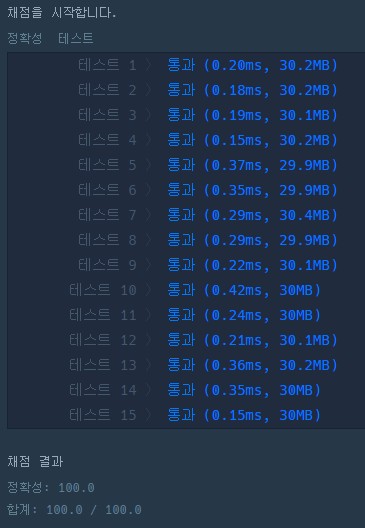 채점을 시작합니다.
정확성 테스트
테스트 1 〉 통과 (0.20ms, 30.2MB)
테스트 2 〉 통과 (0.18ms, 30.2MB)
테스트 3 〉 통과 (0.19ms, 30.1MB)
테스트 4 〉 통과 (0.15ms, 30.2MB)
테스트 5 〉 통과 (0.37ms, 29.9MB)
테스트 6 〉 통과 (0.35ms, 29.9MB)
테스트 7 〉 통과 (0.29ms, 30.4MB)
테스트 8 〉 통과 (0.29ms, 29.9MB)
테스트 9 〉 통과 (0.22ms, 30.1MB)
테스트 10 〉 통과 (0.42ms, 30MB)
테스트 11 〉 통과 (0.24ms, 30MB)
테스트 12 〉 통과 (0.21ms, 30.1MB)
테스트 13 〉 통과 (0.36ms, 30.2MB)
테스트 14 〉 통과 (0.35ms, 30MB)
테스트 15 〉 통과 (0.15ms, 30MB)
채점 결과
정확성: 100.0
합계: 100.0 / 100.0